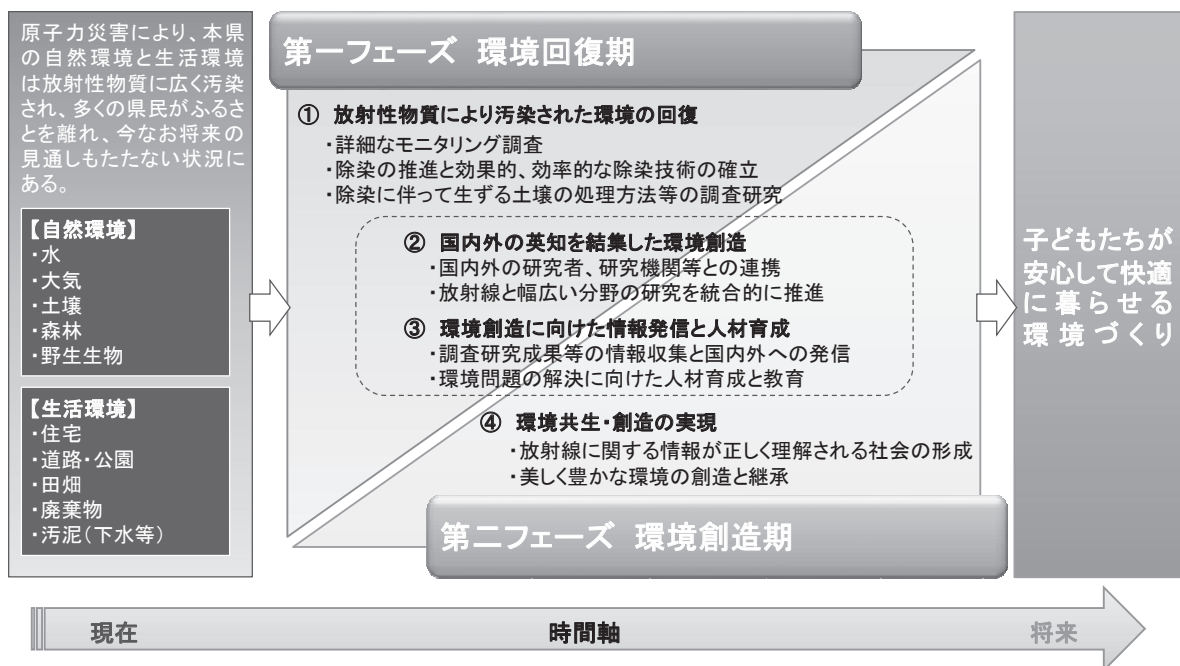 原子力災害により、本県
の自然環境と生活環境
は放射性物質に広く汚染
され、多くの県民がふるさ
とを離れ、今なお将来の
見通しもたたない状況に
ある。
【自然環境】
・水
・大気
・土壌
・森林
・野生生物
【生活環境】
・住宅
・道路・公園
・田畑
・廃棄物
・汚泥(下水等)
第一フェーズ 環境回復期
① 放射性物質により汚染された環境の回復
・詳細なモニタリング調査
・除染の推進と効果的、効率的な除染技術の確立
・除染に伴って生ずる土壌の処理方法等の調査研究
② 国内外の英知を結集した環境創造
・国内外の研究者、研究機関等との連携
・放射線と幅広い分野の研究を統合的に推進
③ 環境創造に向けた情報発信と人材育成
・調査研究成果等の情報収集と国内外への発信
・環境問題の解決に向けた人材育成と教育
④ 環境共生・創造の実現
・放射線に関する情報が正しく理解される社会の形成
・美しく豊かな環境の創造と継承
第二フェーズ 環境創造期
子どもたちが
安心して快適
に暮らせる
環境づくり
現在
時間軸
将来